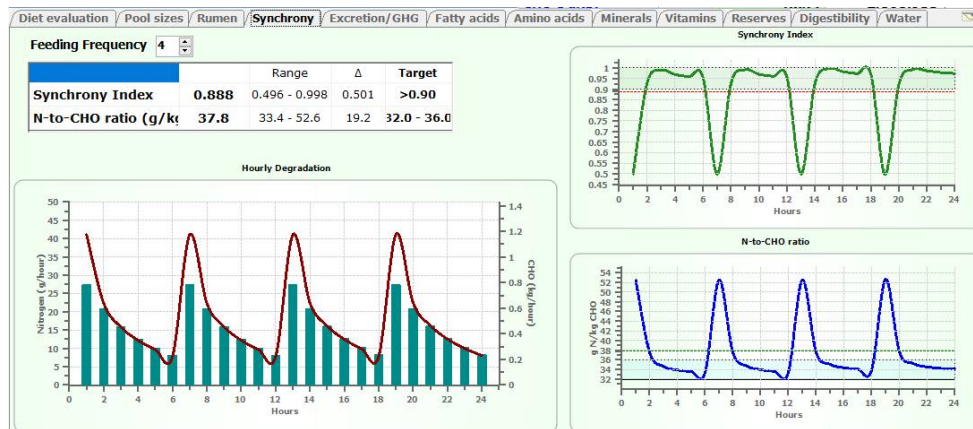 Diet evaluation Pool sizes Rumen Synchrony Excretion/GHG Fatty acids Amino acids Minerals Vitamins Reserves Digestibility Water
Feeding Frequency 4
Range Δ Target
Synchrony Index 0.888 0.496 - 0.998 0.501 >0.90
N-to-CHO ratio (g/kg 37.8 33.4 - 52.6 19.2 32.0 - 36.0
Synchrony Index
1
0.95
0.9
0.85
0.8
0.75
0.7
0.65
0.6
0.55
0.5
0.45
0 2 4 6 8 10 12 14 16 18 20 22 24
Hours
Hourly Degradation
Nitrogen (g/hour)
50
45
40
35
30
25
20
15
10
5
0
CHO (kg/hour)
1.4
1.2
1
0.8
0.6
0.4
0.2
0
0 2 4 6 8 10 12 14 16 18 20 22 24
Hours
N-to-CHO ratio
g N/kg CHO
54
52
50
48
46
44
42
40
38
36
34
32
0 2 4 6 8 10 12 14 16 18 20 22 24
Hours